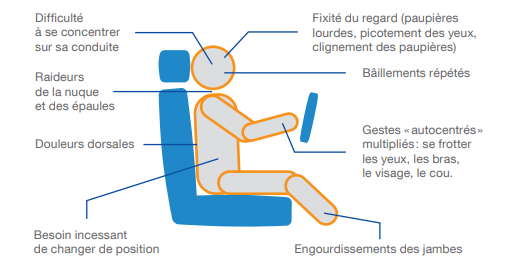 Difficulté
à se concentrer
sur sa conduite
Fixité du regard (paupières
lourdes, picotement des yeux,
clignement des paupières)
Raideurs
de la nuque
et des épaules
Bâillements répétés
Douleurs dorsales
Gestes « autocentrés »
multipliés : se frotter
les yeux, les bras,
le visage, le cou.
Besoin incessant
de changer de position
Engourdissements des jambes